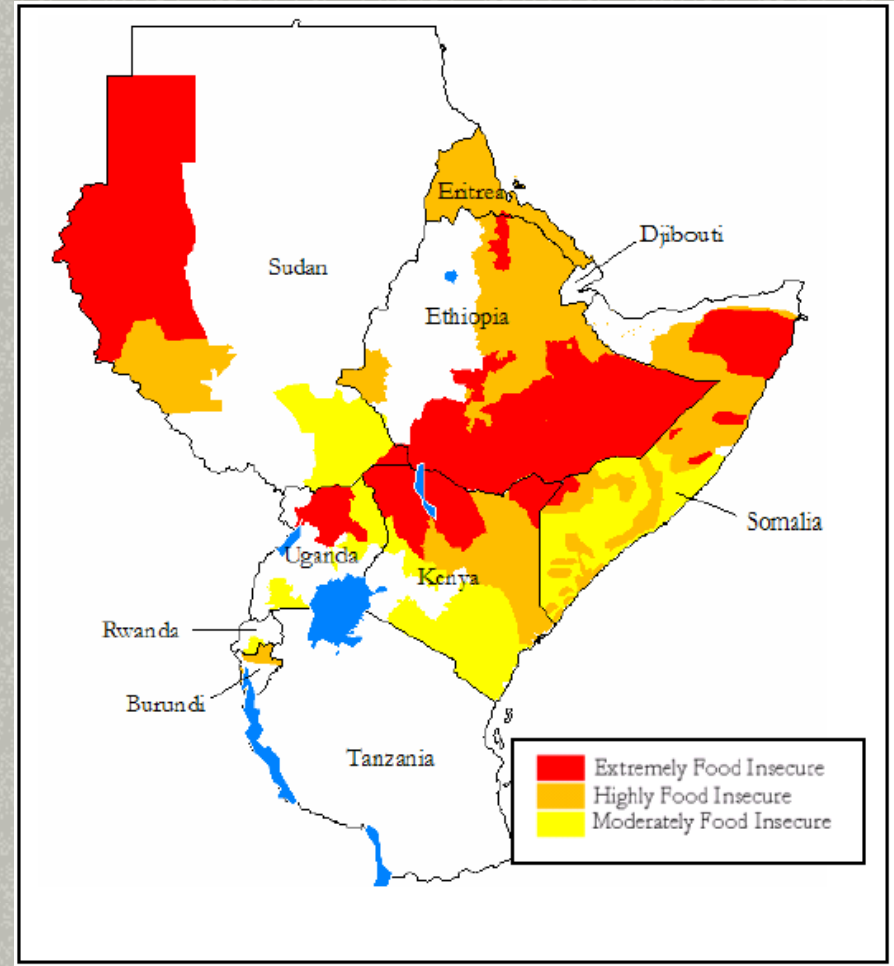 Eritrea
Djibouti
Sudan
Ethiopia
Somalia
Uganda
Kenya
Rwanda
Burundi
Tanzania
Extremely Food Insecure
Highly Food Insecure
Moderately Food Insecure